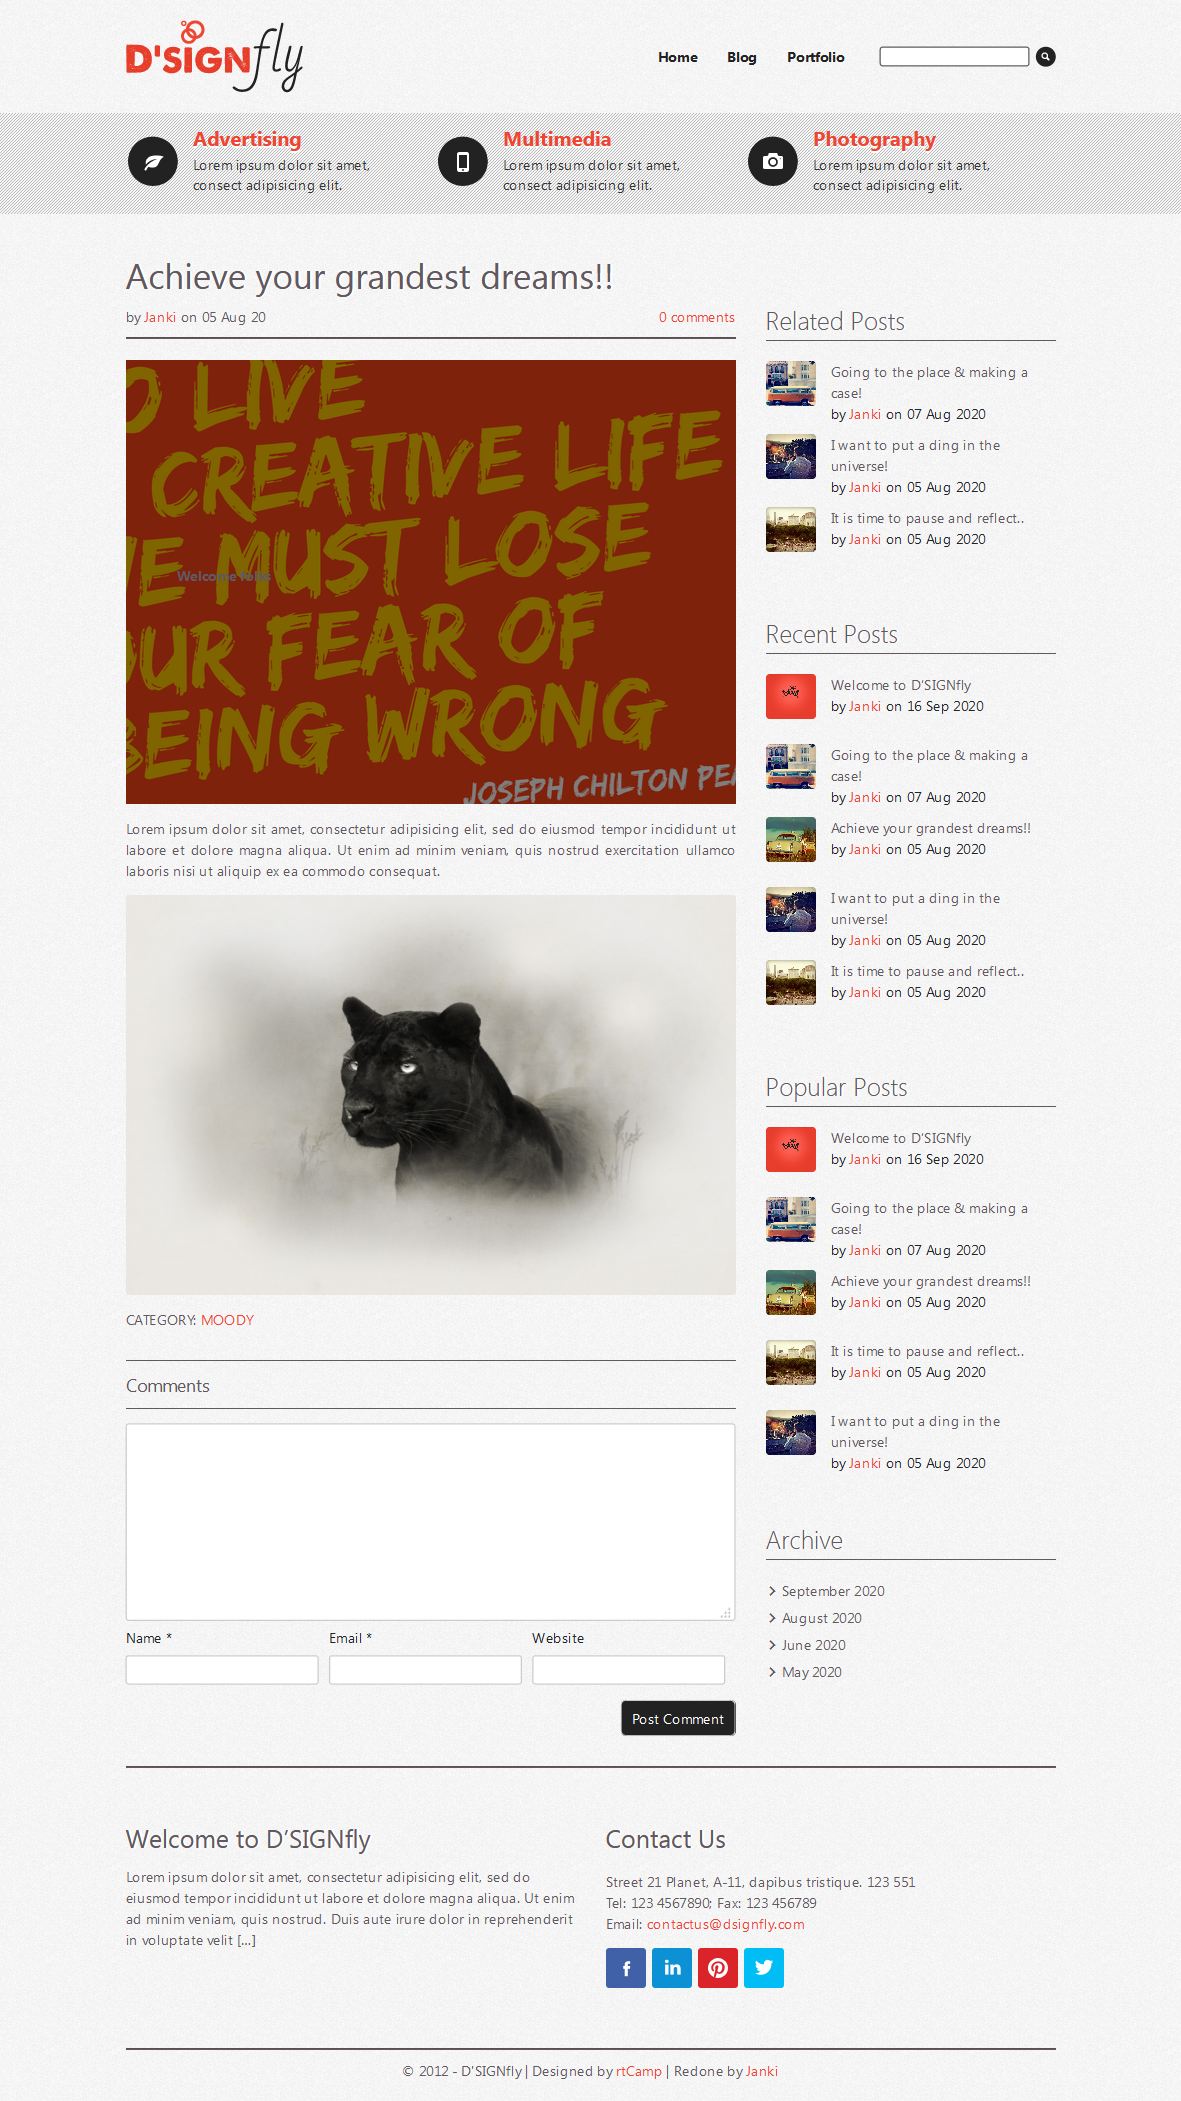 D'SIGNfly
Home Blog Portfolio
Advertising
Lorem ipsum dolor sit amet,
consect adipisicing elit.
Multimedia
Lorem ipsum dolor sit amet,
consect adipisicing elit.
Photography
Lorem ipsum dolor sit amet,
consect adipisicing elit.
Achieve your grandest dreams!!
by Janki on 05 Aug 20
0 comments
O LIVE
CREATIVE LIFE
E MUST LOSE
Welcome folks
OUR FEAR OF
BEING WRONG
JOSEPH CHILTON PEA
Lorem ipsum dolor sit amet, consectetur adipisicing elit, sed do eiusmod tempor incididunt ut
labore et dolore magna aliqua. Ut enim ad minim veniam, quis nostrud exercitation ullamco
laboris nisi ut aliquip ex ea commodo consequat.
CATEGORY: MOODY
Comments
Name *
Email *
Website
Post Comment
Related Posts
Going to the place & making a
case!
by Janki on 07 Aug 2020
I want to put a ding in the
universe!
by Janki on 05 Aug 2020
It is time to pause and reflect..
by Janki on 05 Aug 2020
Recent Posts
Welcome to D'SIGNfly
by Janki on 16 Sep 2020
Going to the place & making a
case!
by Janki on 07 Aug 2020
Achieve your grandest dreams!!
by Janki on 05 Aug 2020
I want to put a ding in the
universe!
by Janki on 05 Aug 2020
It is time to pause and reflect..
by Janki on 05 Aug 2020
Popular Posts
Welcome to D'SIGNfly
by Janki on 16 Sep 2020
Going to the place & making a
case!
by Janki on 07 Aug 2020
Achieve your grandest dreams!!
by Janki on 05 Aug 2020
It is time to pause and reflect..
by Janki on 05 Aug 2020
I want to put a ding in the
universe!
by Janki on 05 Aug 2020
Archive
September 2020
August 2020
June 2020
May 2020
Welcome to D'SIGNfly
Lorem ipsum dolor sit amet, consectetur adipisicing elit, sed do
eiusmod tempor incididunt ut labore et dolore magna aliqua. Ut enim
ad minim veniam, quis nostrud. Duis aute irure dolor in reprehenderit
in voluptate velit [...]
Contact Us
Street 21 Planet, A-11, dapibus tristique. 123 551
Tel: 123 4567890; Fax: 123 456789
Email: contactus@dsignfly.com
© 2012 - D'SIGNfly | Designed by rtCamp | Redone by Janki